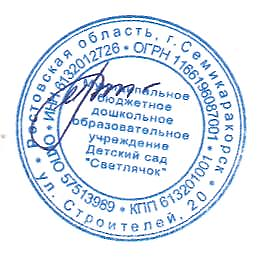 Ростовская область, г. Семикаракорск
* ул. Строителей, 20 *
ИНН 6132012726 * ОГРН 1166196087001 * КПП 613201001 * ОКПО 57513989
Муниципальное
бюджетное
дошкольное
образовательное
учреждение
Детский сад
"Светлячок"